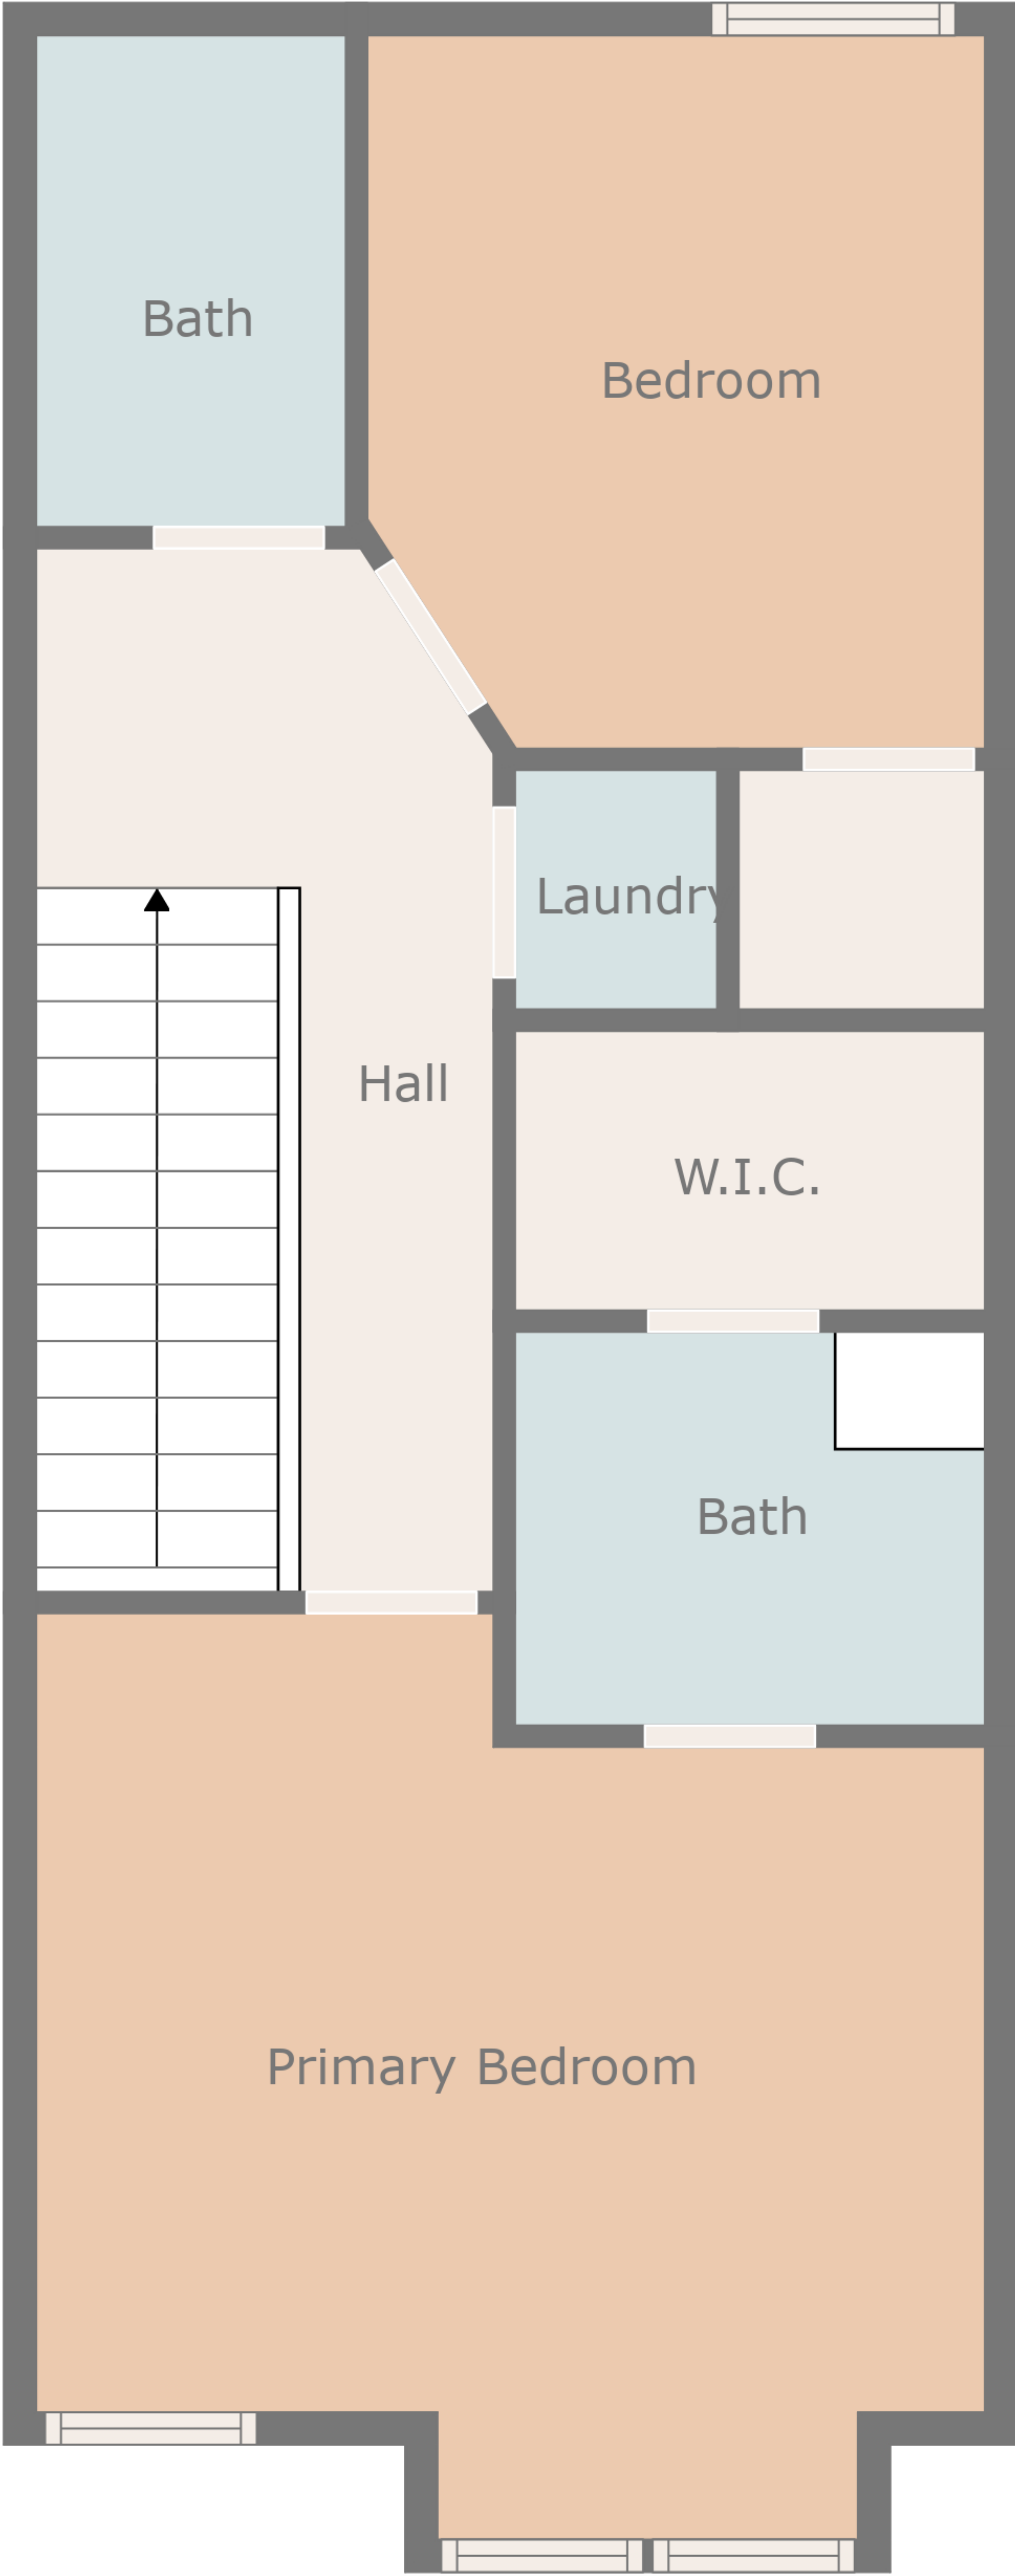 Bath
Bedroom
Laundry
Hall
W.I.C.
Bath
Primary Bedroom